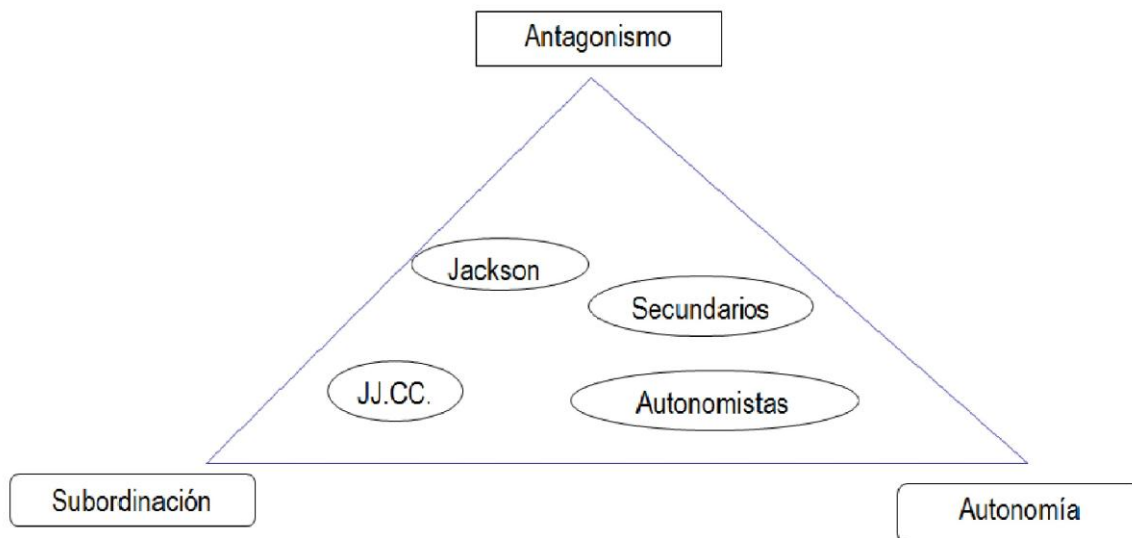 Antagonismo
Jackson
Secundarios
JJ.CC.
Autonomistas
Subordinación
Autonomía